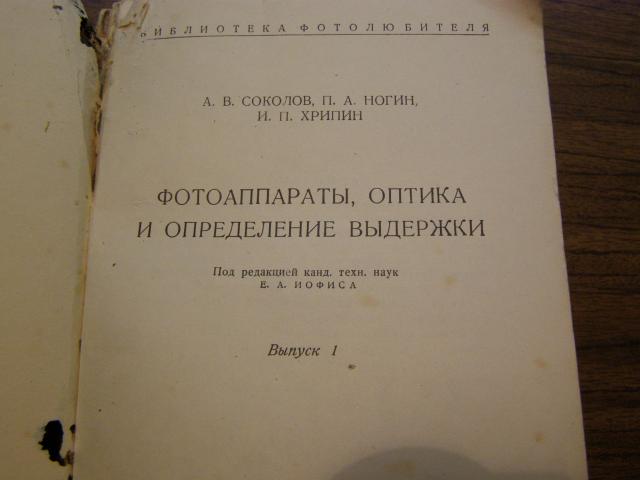 БИБЛИОТЕКА ФОТОЛЮБИТЕЛЯ
А. В. СОКОЛОВ, П. А. НОГИН,
И. П. ХРИПИН
ФОТОАППАРАТЫ, ОПТИКА
И ОПРЕДЕЛЕНИЕ ВЫДЕРЖКИ
Под редакцией канд. техн. наук
Е. А. ИОФИСА
Выпуск 1